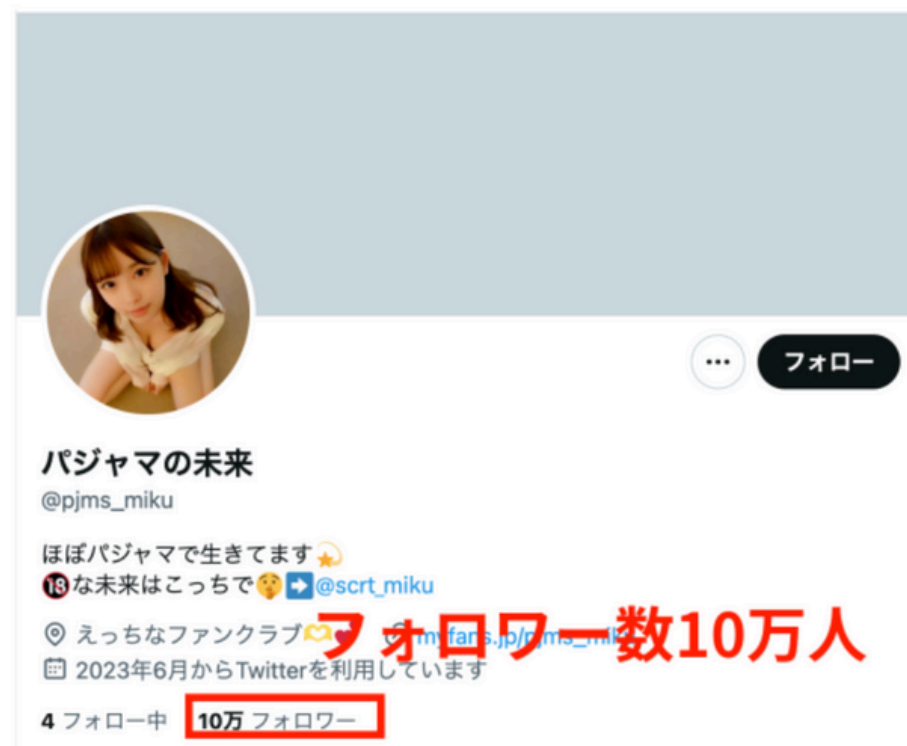 フォロー
パジャマの未来
@pjms_miku
ほぼパジャマで生きてます💫
🔞な未来はこっちで🤫➡️@scrt_miku
えっちなファンクラブ🫶❤️ myfans.jp/pjms_miku
フォロワー数10万人
2023年6月からTwitterを利用しています
4 フォロー中 10万 フォロワー